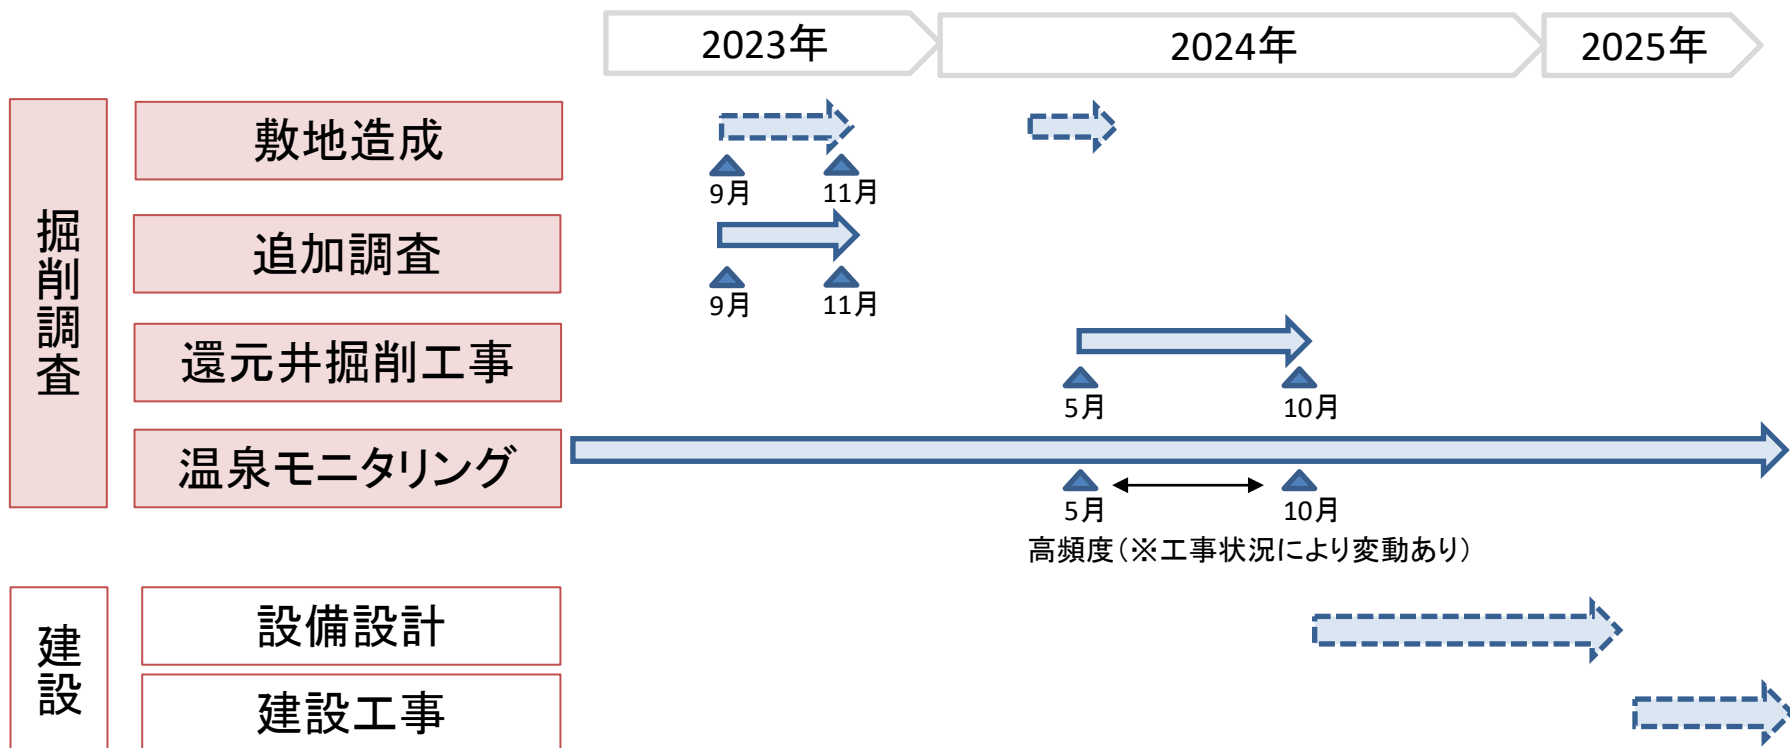 2023年
2024年
2025年
掘削調査
敷地造成
9月
11月
追加調査
9月
11月
還元井掘削工事
5月
10月
温泉モニタリング
5月
10月
高頻度(※工事状況により変動あり)
建設
設備設計
建設工事